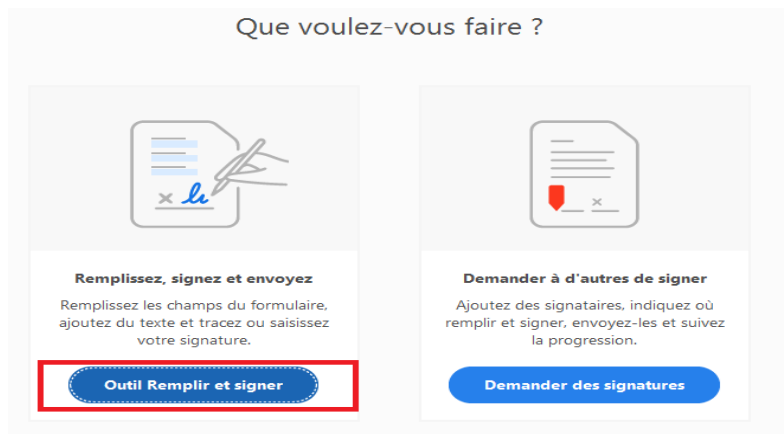 Que voulez-vous faire ?
Remplissez, signez et envoyez
Remplissez les champs du formulaire,
ajoutez du texte et tracez ou saisissez
votre signature.
Outil Remplir et signer
Demander à d'autres de signer
Ajoutez des signataires, indiquez où
remplir et signer, envoyez-les et suivez
la progression.
Demander des signatures